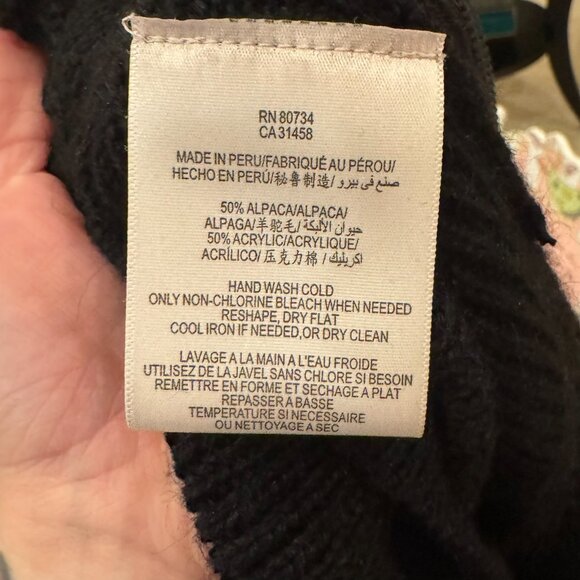 RN 80734
CA 31458
MADE IN PERU/FABRIQUÉ AU PÉROU/
HECHO EN PERÚ/秘鲁制造/ صنع في بيرو
50% ALPACA/ALPACA/
ALPAGA/羊驼毛/ حيوان الألبكة/
50% ACRYLIC/ACRYLIQUE/
ACRÍLICO/压克力棉/ اكريليك
HAND WASH COLD
ONLY NON-CHLORINE BLEACH WHEN NEEDED
RESHAPE, DRY FLAT
COOL IRON IF NEEDED,OR DRY CLEAN
LAVAGE A LA MAIN A L'EAU FROIDE
UTILISEZ DE LA JAVEL SANS CHLORE SI BESOIN
REMETTRE EN FORME ET SECHAGE A PLAT
REPASSER A BASSE
TEMPERATURE SI NECESSAIRE
OU NETTOYAGE A SEC